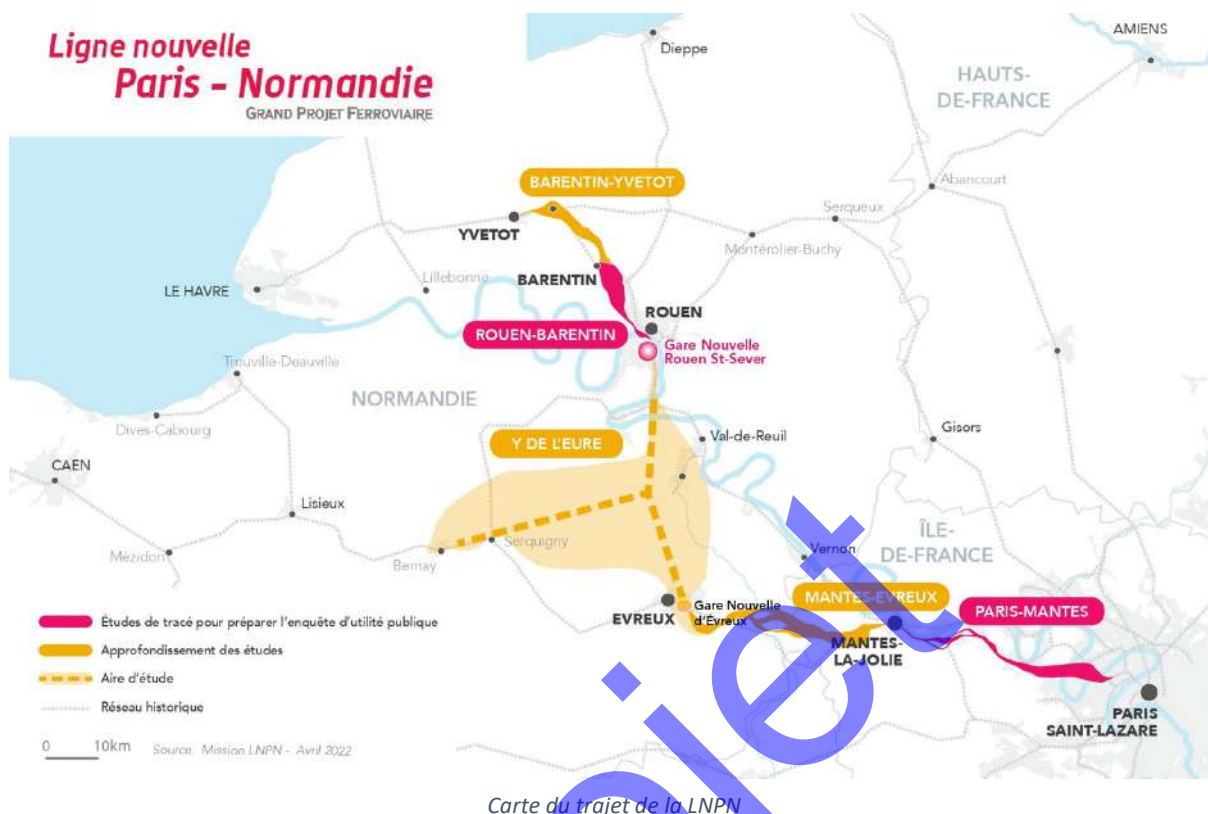 Ligne nouvelle
Paris - Normandie
GRAND PROJET FERROVIAIRE
Dieppe
AMIENS
HAUTS-
DE-FRANCE
BARENTIN-YVETOT
Abancourt
Serqueux
YVETOT
Montérolier-Buchy
BARENTIN
Lillebonne
LE HAVRE
ROUEN
ROUEN-BARENTIN
Gare Nouvelle
Rouen St-Sever
Trouville-Deauville
NORMANDIE
Dives-Cabourg
Y DE L'EURE
Val-de-Reuil
Gisors
CAEN
Lisieux
ÎLE-
DE-FRANCE
Mézidon
Serquigny
Bernay
Vernon
MANTES-EVREUX
PARIS-MANTES
EVREUX
Gare Nouvelle
d'Évreux
MANTES-
LA-JOLIE
PARIS
SAINT-LAZARE
Études de tracé pour préparer l'enquête d'utilité publique
Approfondissement des études
Aire d'étude
Réseau historique
0 10km
Source: Mission LNPN - Avril 2022
Carte du trajet de la LNPN